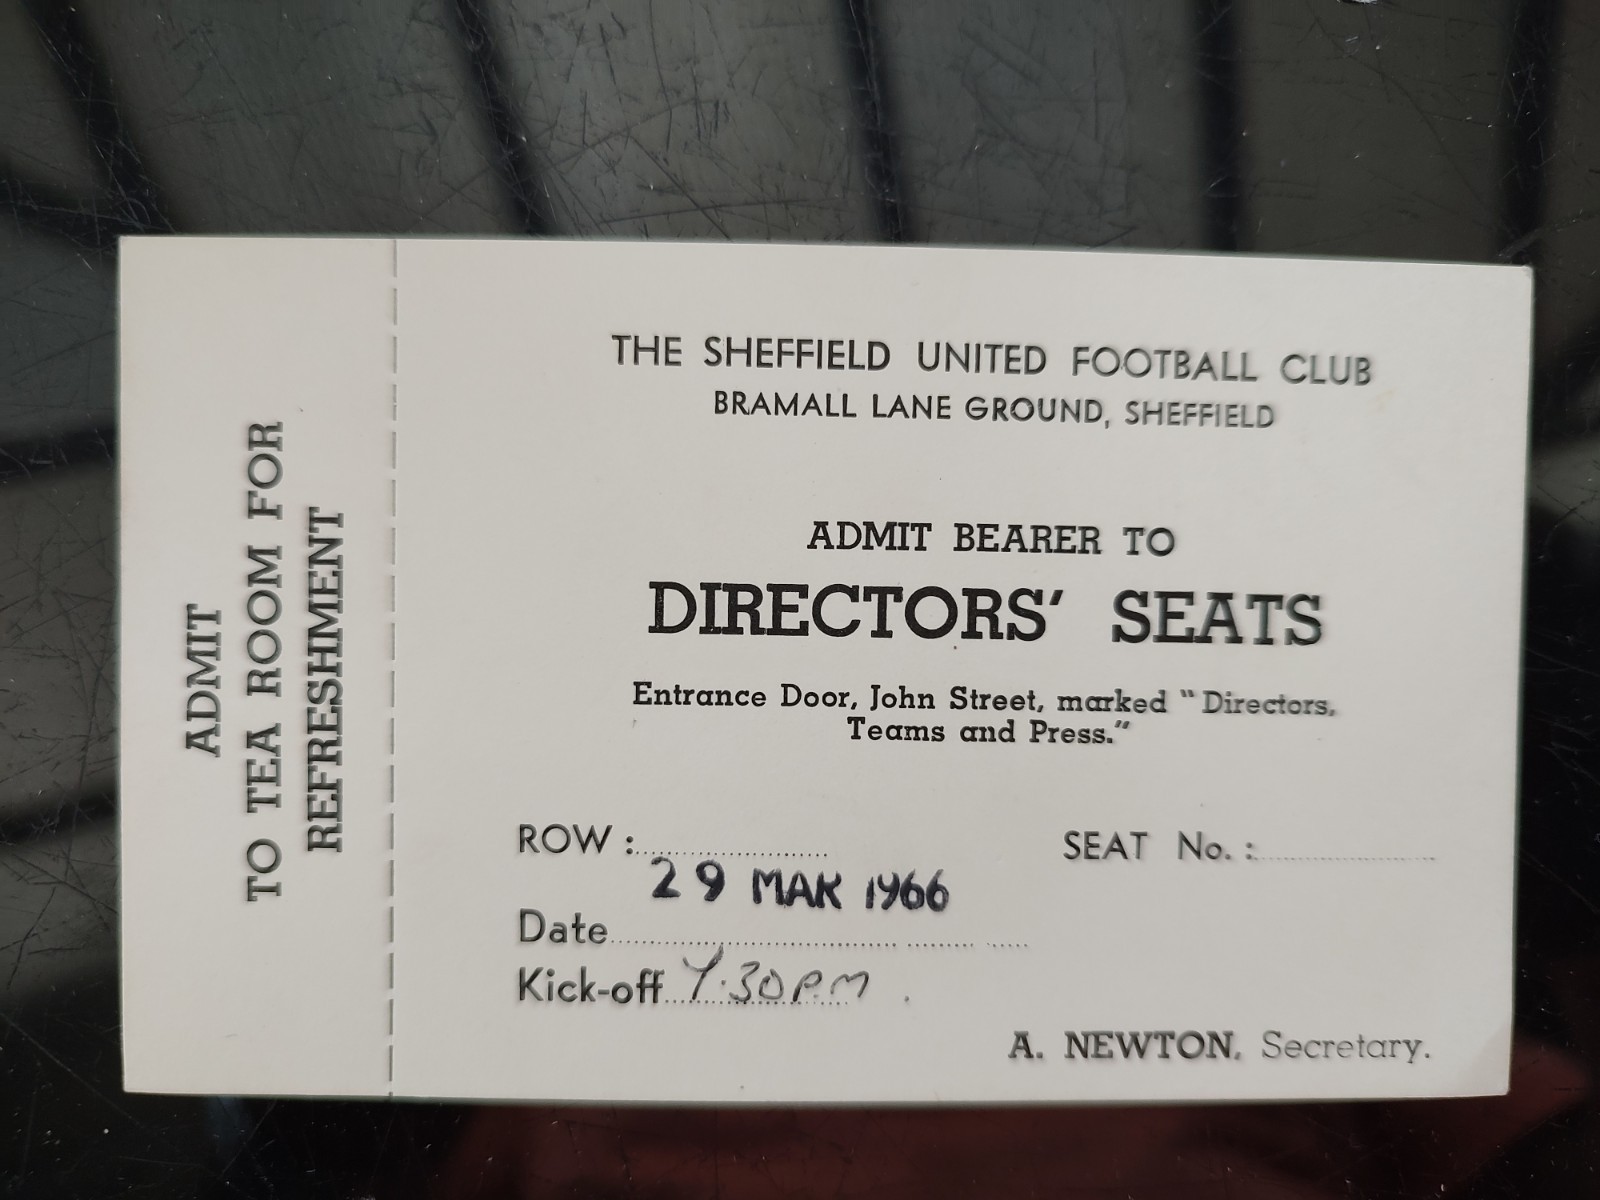 ADMIT
TO TEA ROOM FOR
REFRESHMENT
THE SHEFFIELD UNITED FOOTBALL CLUB
BRAMALL LANE GROUND, SHEFFIELD
ADMIT BEARER TO
DIRECTORS' SEATS
Entrance Door, John Street, marked "Directors,
Teams and Press."
ROW : SEAT No. :
29 MAR 1966
Date
Kick-off 7.30PM.
A. NEWTON, Secretary.